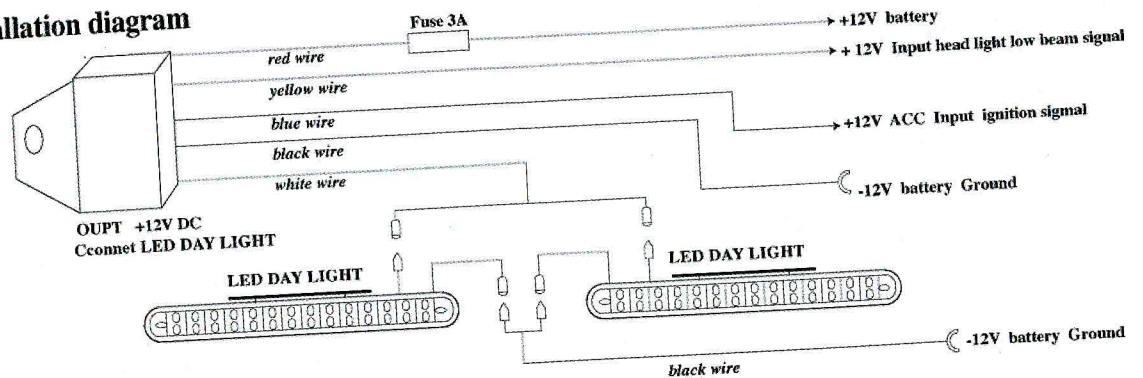 allation diagram
Fuse 3A
+12V battery
red wire
+ 12V Input head light low beam signual
yellow wire
blue wire
+12V ACC Input ignition sigmal
black wire
white wire
-12V battery Ground
OUPT +12V DC
Cconnet LED DAY LIGHT
LED DAY LIGHT
LED DAY LIGHT
-12V battery Ground
black wire